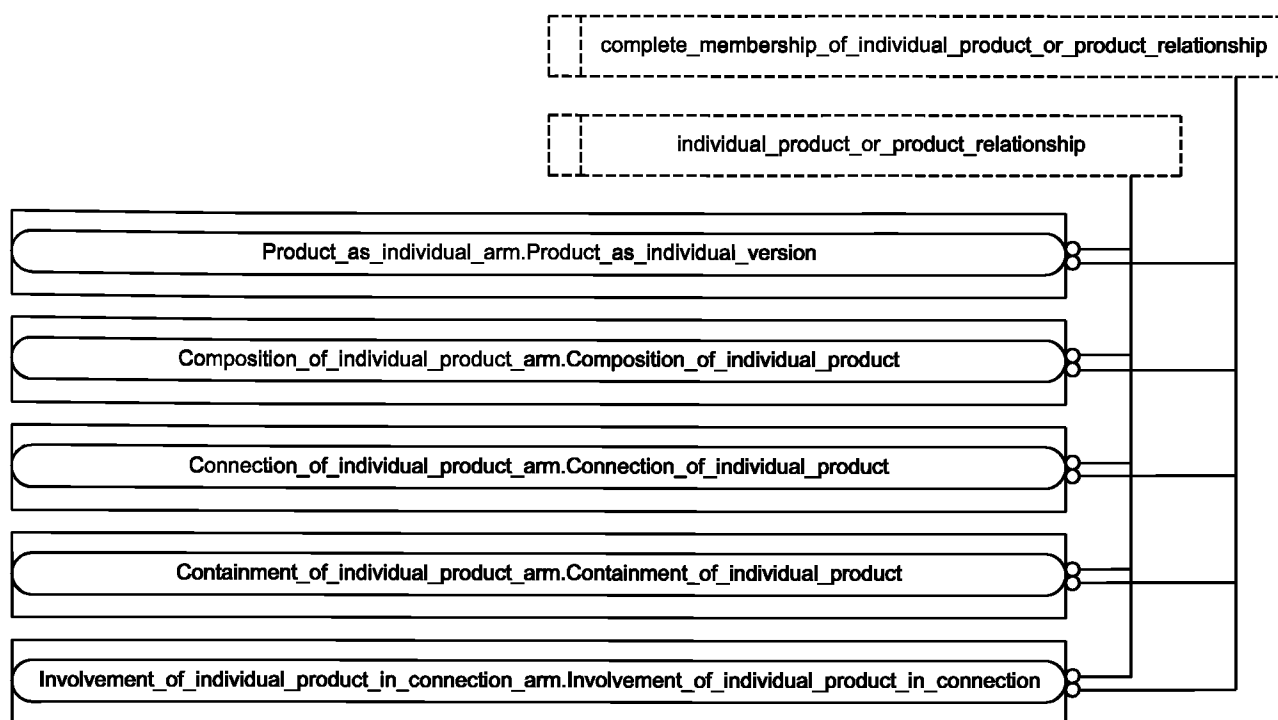 complete_membership_of_individual_product_or_product_relationship
individual_product_or_product_relationship
Product_as_individual_arm.Product_as_individual_version
Composition_of_individual_product_arm.Composition_of_individual_product
Connection_of_individual_product_arm.Connection_of_individual_product
Containment_of_individual_product_arm.Containment_of_individual_product
Involvement_of_individual_product_in_connection_arm.Involvement_of_individual_product_in_connection